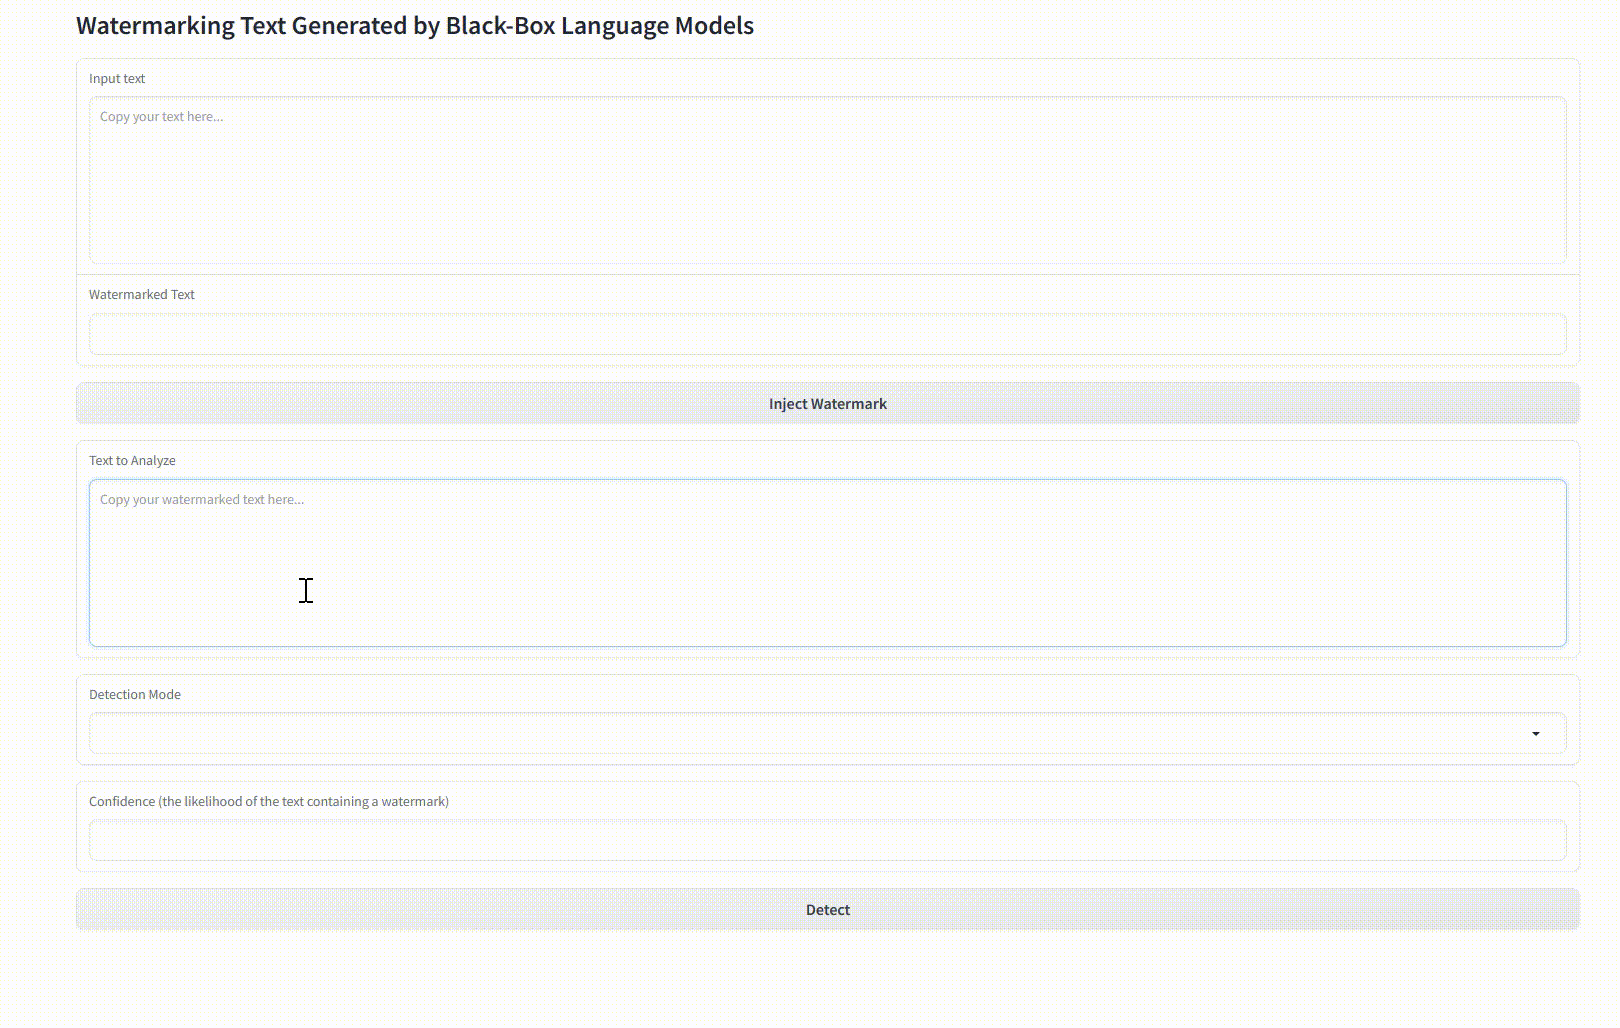 Watermarking Text Generated by Black-Box Language Models
Input text
Copy your text here...
Watermarked Text
Inject Watermark
Text to Analyze
Copy your watermarked text here...
Detection Mode
Confidence (the likelihood of the text containing a watermark)
Detect